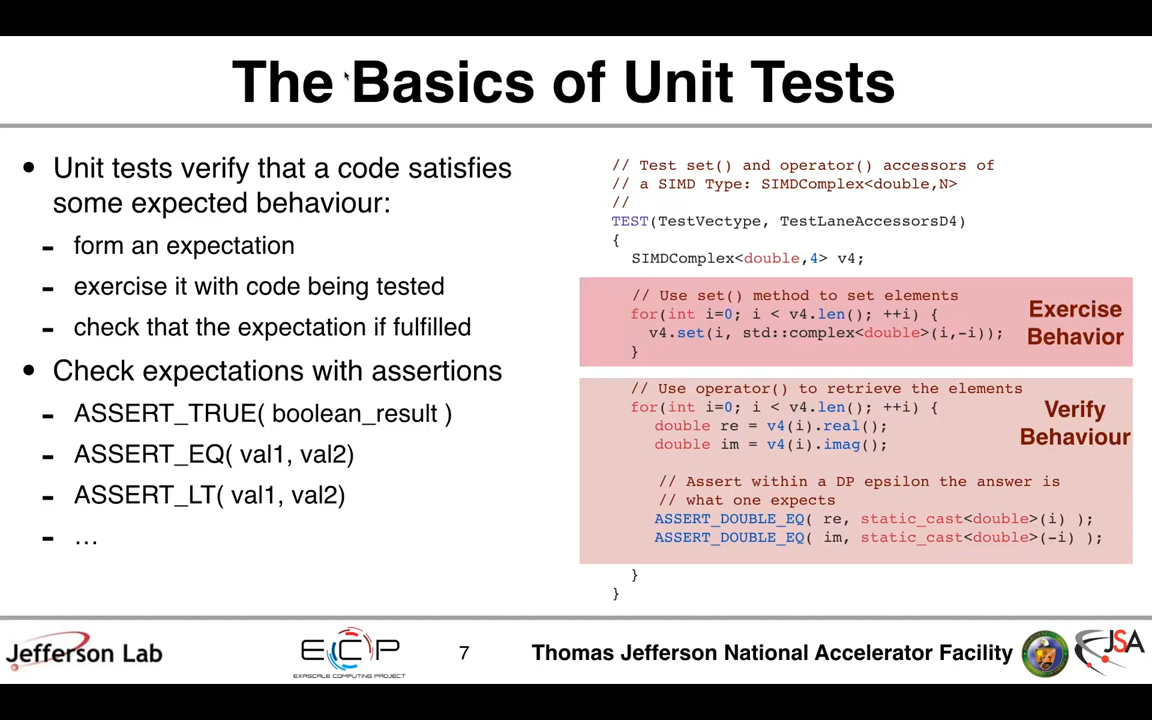 The Basics of Unit Tests
• Unit tests verify that a code satisfies
some expected behaviour:
- form an expectation
- exercise it with code being tested
- check that the expectation if fulfilled
• Check expectations with assertions
- ASSERT_TRUE( boolean_result )
- ASSERT_EQ( val1, val2)
- ASSERT_LT( val1, val2)
- …
// Test set() and operator() accessors of
// a SIMD Type: SIMDComplex<double,N>
//
TEST(TestVectype, TestLaneAccessorsD4)
{
SIMDComplex<double,4> v4;
// Use set() method to set elements
for(int i=0; i < v4.len(); ++i) {
v4.set(i, std::complex<double>(i,-i));
}
Exercise
Behavior
// Use operator() to retrieve the elements
for(int i=0; i < v4.len(); ++i) {
double re = v4(i).real();
double im = v4(i).imag();
// Assert within a DP epsilon the answer is
// what one expects
ASSERT_DOUBLE_EQ( re, static_cast<double>(i) );
ASSERT_DOUBLE_EQ( im, static_cast<double>(-i) );
Verify
Behaviour
}
}
Jefferson Lab
ECP
EXASCALE COMPUTING PROJECT
7
Thomas Jefferson National Accelerator Facility
JSA